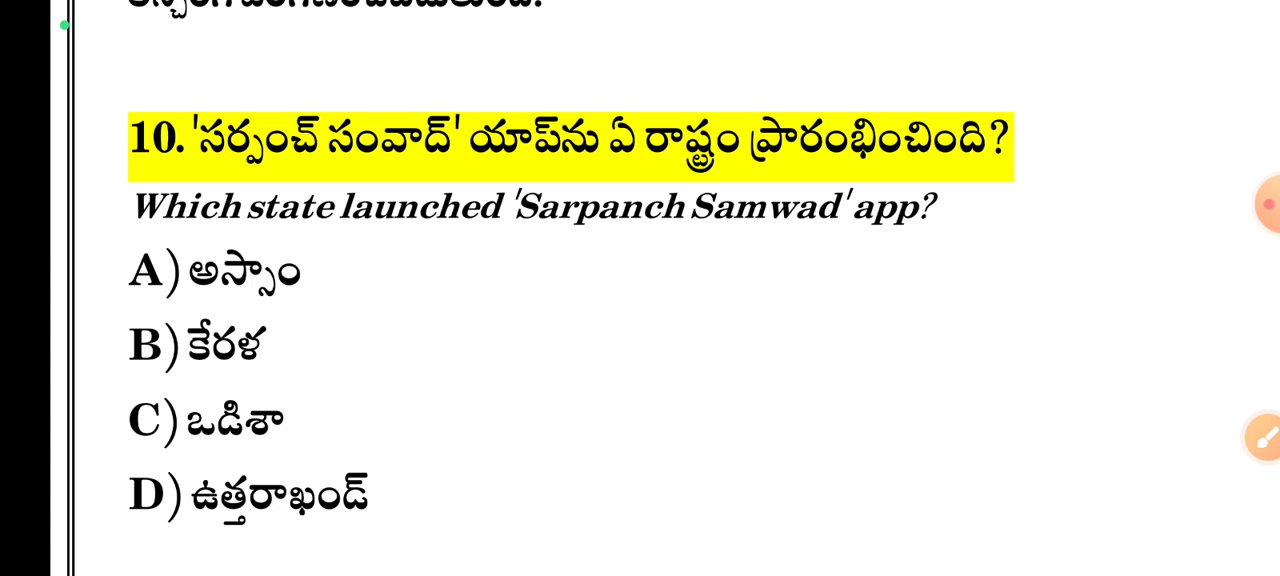 10. 'సర్పంచ్ సంవాద్' యాప్‌ను ఏ రాష్ట్రం ప్రారంభించింది?
Which state launched 'Sarpanch Samwad' app?
A) అస్సాం
B) కేరళ
C) ఒడిశా
D) ఉత్తరాఖండ్